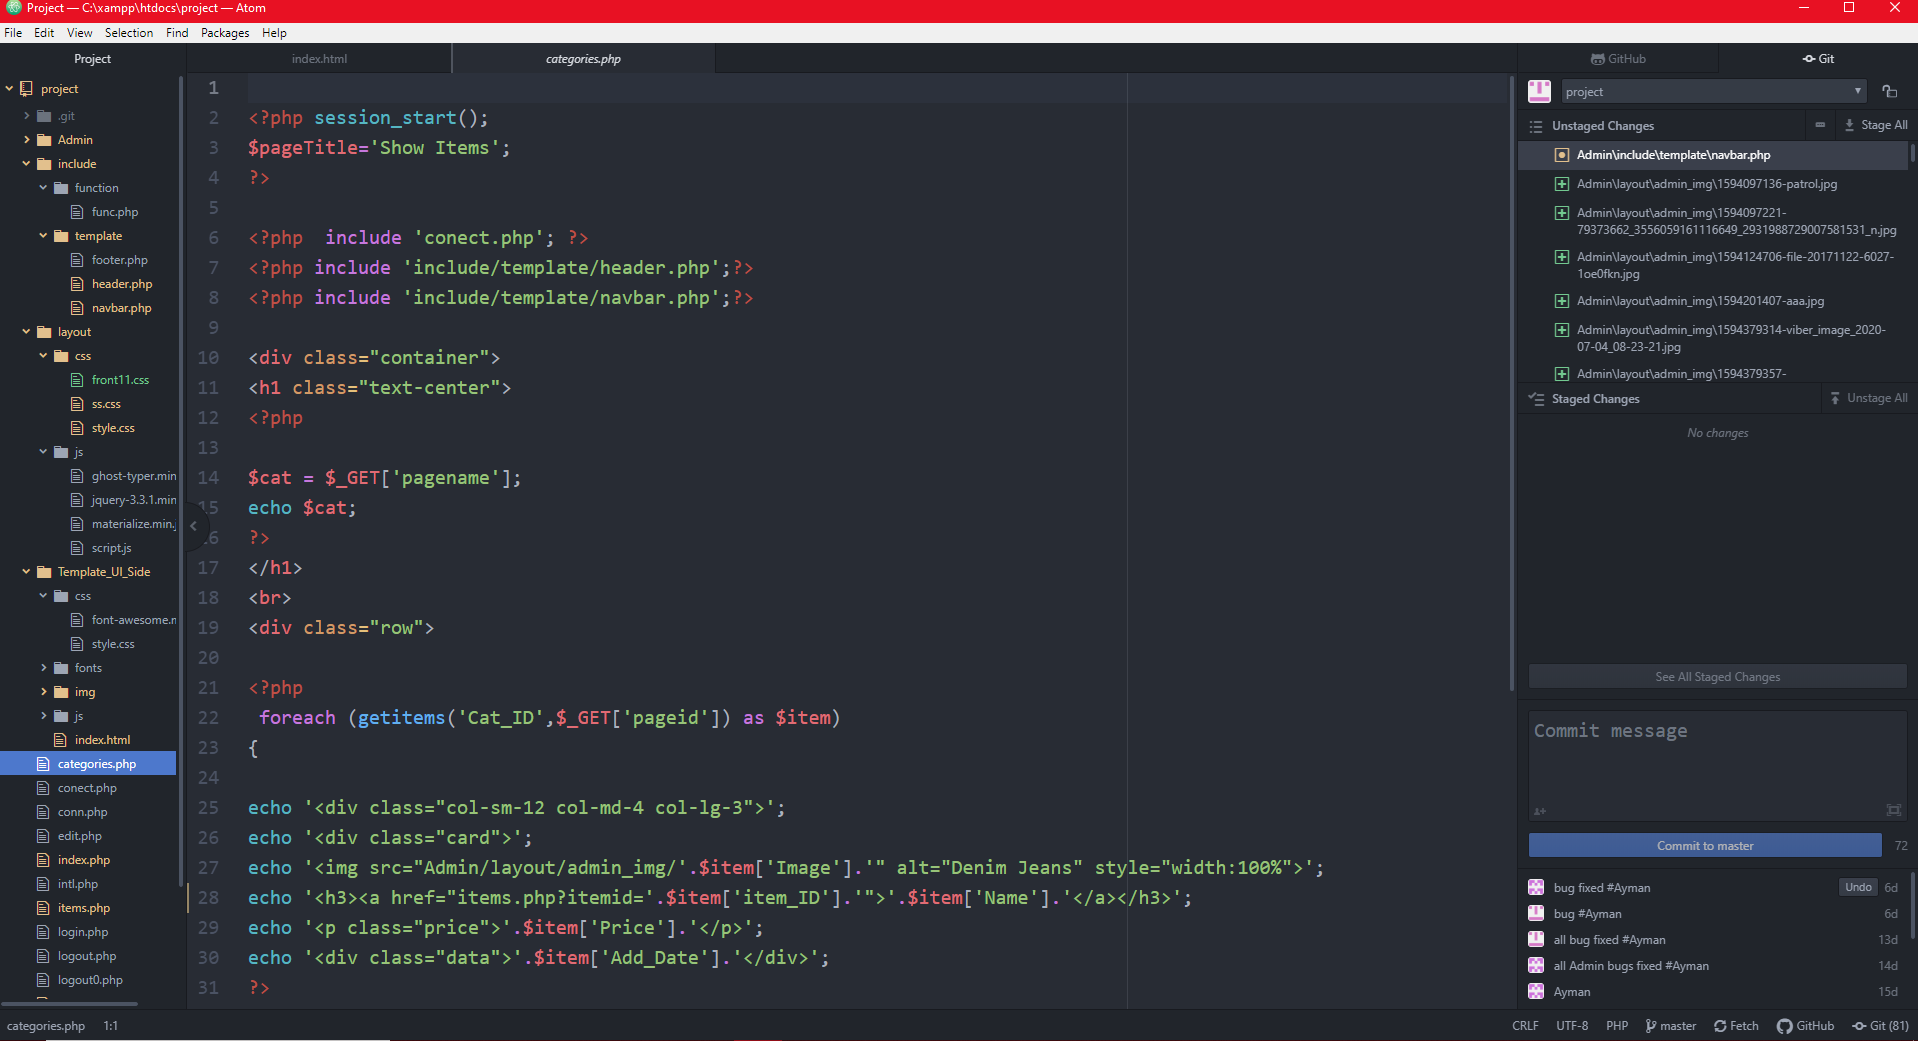 Project — C:\xampp\htdocs\project — Atom
File Edit View Selection Find Packages Help
Project
project
.git
Admin
include
function
func.php
template
footer.php
header.php
navbar.php
layout
css
front11.css
ss.css
style.css
js
ghost-typer.min
jquery-3.3.1.min
materialize.min.j
script.js
Template_UI_Side
css
font-awesome.n
style.css
fonts
img
js
index.html
categories.php
conect.php
conn.php
edit.php
index.php
intl.php
items.php
login.php
logout.php
logout0.php
index.html categories.php
1
2 <?php session_start();
3 $pageTitle='Show Items';
4 ?>
5
6 <?php  include 'conect.php'; ?>
7 <?php include 'include/template/header.php';?>
8 <?php include 'include/template/navbar.php';?>
9
10 <div class="container">
11 <h1 class="text-center">
12 <?php
13
14 $cat = $_GET['pagename'];
15 echo $cat;
16 ?>
17 </h1>
18 <br>
19 <div class="row">
20
21 <?php
22  foreach (getitems('Cat_ID',$_GET['pageid']) as $item)
23 {
24
25 echo '<div class="col-sm-12 col-md-4 col-lg-3">';
26 echo '<div class="card">';
27 echo '<img src="Admin/layout/admin_img/'.$item['Image'].'" alt="Denim Jeans" style="width:100%">';
28 echo '<h3><a href="items.php?itemid='.$item['item_ID'].'">'.$item['Name'].'</a></h3>';
29 echo '<p class="price">'.$item['Price'].'</p>';
30 echo '<div class="data">'.$item['Add_Date'].'</div>';
31 ?>
GitHub Git
project
Unstaged Changes Stage All
Admin\include\template\navbar.php
Admin\layout\admin_img\1594097136-patrol.jpg
Admin\layout\admin_img\1594097221-
79373662_3556059161116649_2931988729007581531_n.jpg
Admin\layout\admin_img\1594124706-file-20171122-6027-
1oe0fkn.jpg
Admin\layout\admin_img\1594201407-aaa.jpg
Admin\layout\admin_img\1594379314-viber_image_2020-
07-04_08-23-21.jpg
Admin\layout\admin_img\1594379357-
Staged Changes Unstage All
No changes
See All Staged Changes
Commit message
Commit to master 72
bug fixed #Ayman Undo 6d
bug #Ayman 6d
all bug fixed #Ayman 13d
all Admin bugs fixed #Ayman 14d
Ayman 15d
categories.php 1:1 CRLF UTF-8 PHP master Fetch GitHub Git (81)